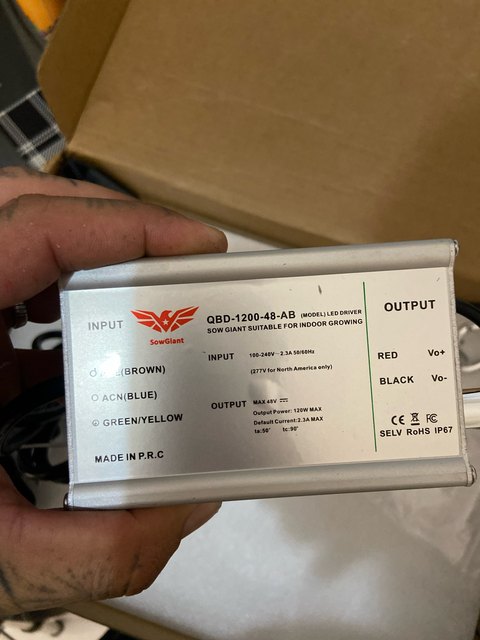 INPUT
SowGiant
QBD-1200-48-AB (MODEL) LED DRIVER
SOW GIANT SUITABLE FOR INDOOR GROWING
OUTPUT
(BROWN)
ACN(BLUE)
GREEN/YELLOW
MADE IN P.R.C
INPUT 100-240V~2.3A 50/60Hz
(277V for North America only)
OUTPUT MAX 48V
Output Power: 120W MAX
Default Current:2.3A MAX
ta:50° tc:90°
RED Vo+
BLACK Vo-
CE FC
SELV RoHS IP67